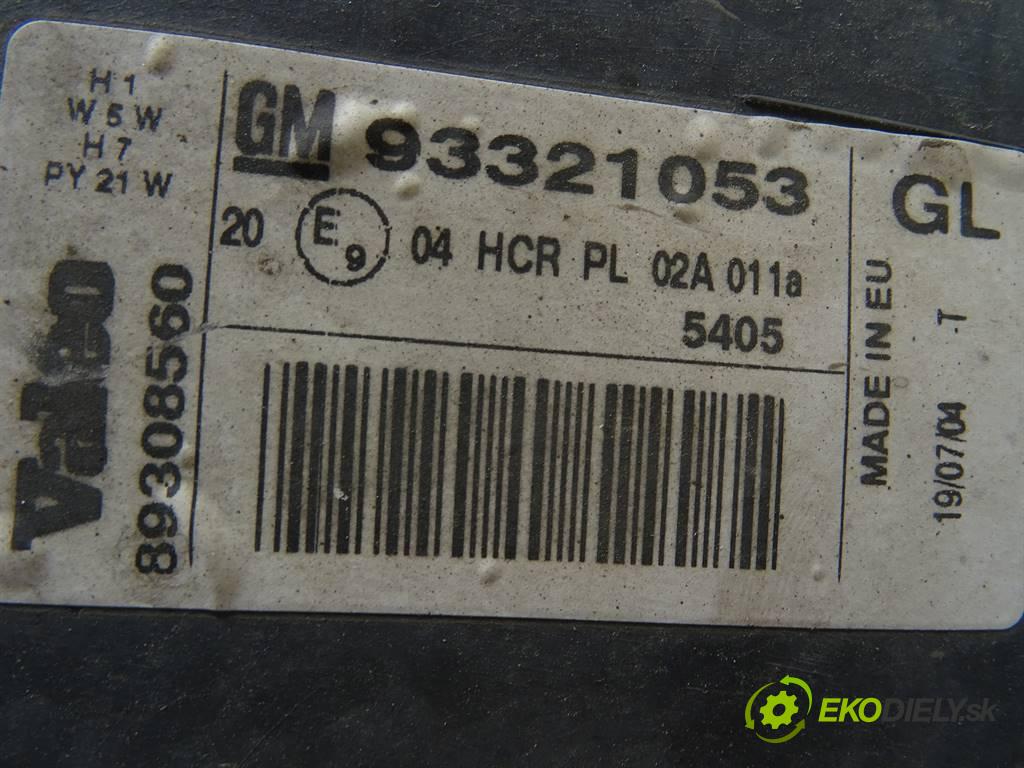 H 1
W 5 W
H 7
PY 21 W
Valeo
89308560
GM 93321053
20 E 9 04 HCR PL 02A 011a
5405
GL
MADE IN EU
19/07/04 T
EKODIELY.sk